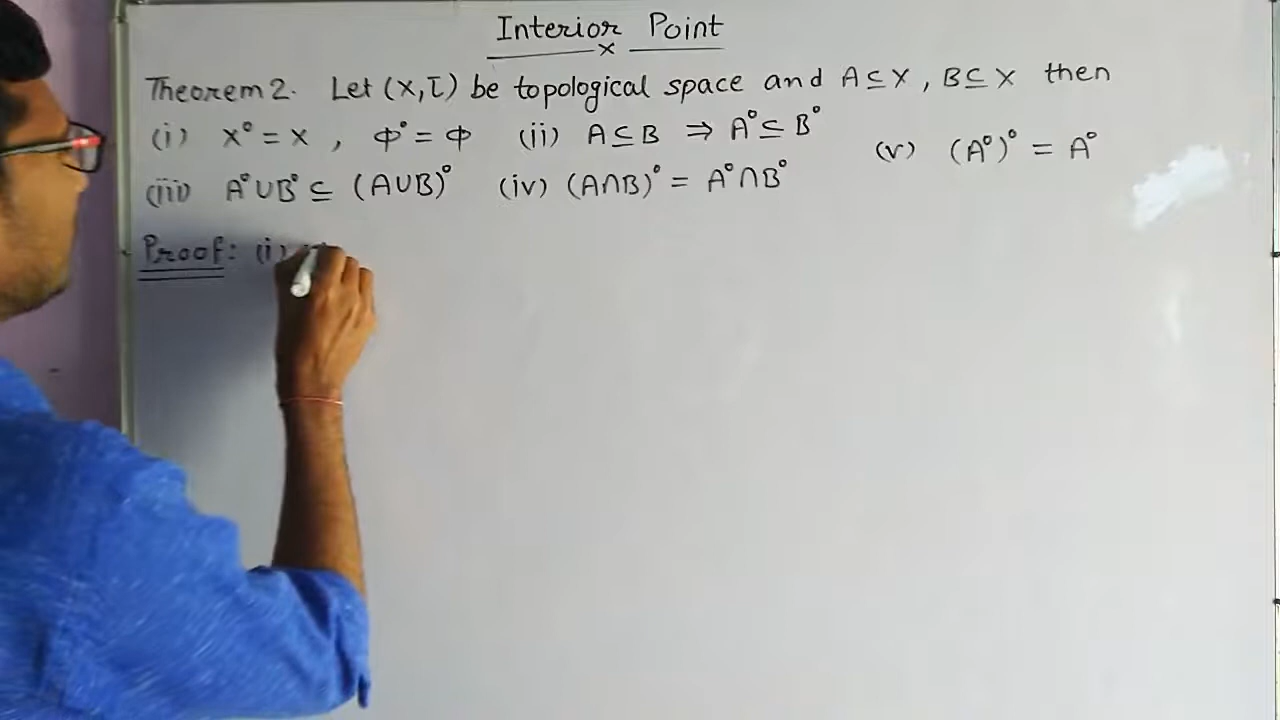 Interior Point
x
Theorem 2. Let (X,τ) be topological space and A⊆X, B⊆X then
(i) X° = X , Φ° = Φ (ii) A⊆B ⇒ A°⊆B°
(iii) A°∪B° ⊆ (A∪B)° (iv) (A∩B)° = A°∩B° (v) (A°)° = A°
Proof: (i)